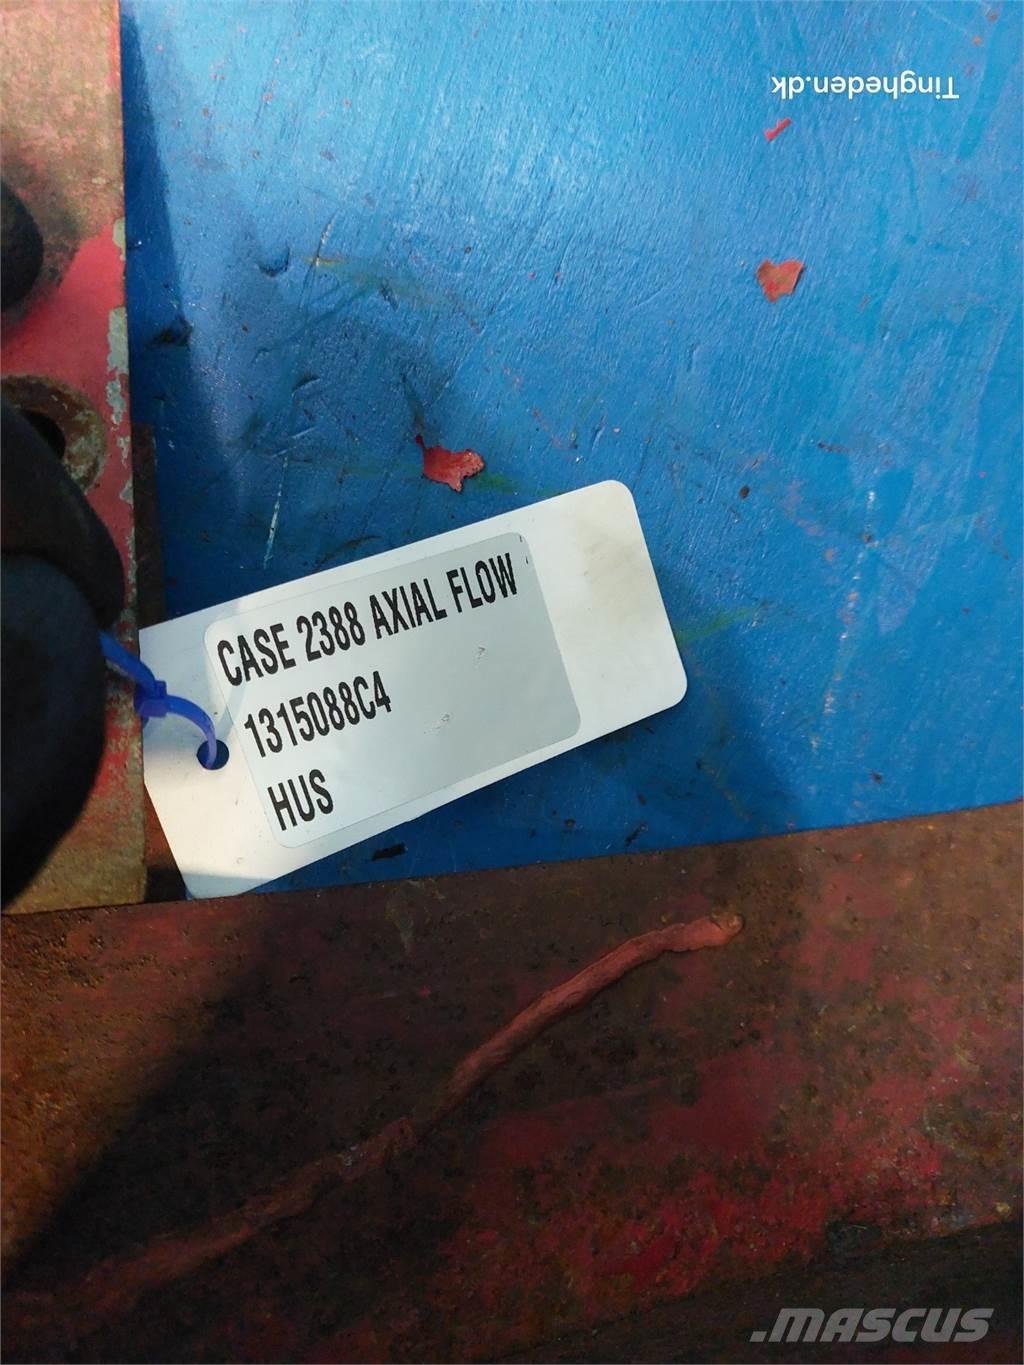 Tingheden.dk
CASE 2388 AXIAL FLOW
1315088C4
HUS
.MASCUS